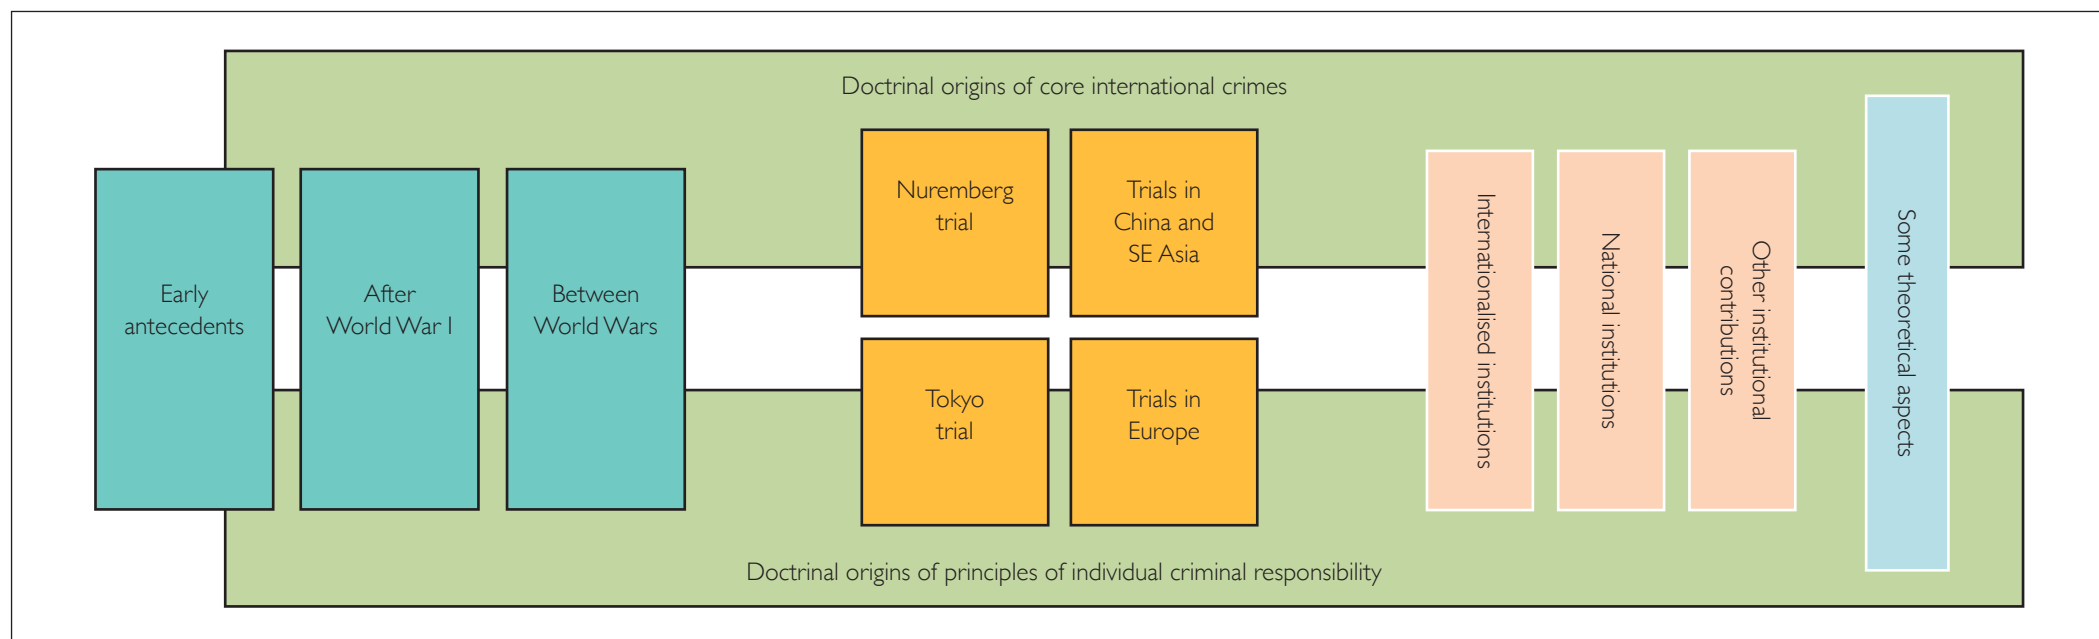 Doctrinal origins of core international crimes
Early
antecedents
After
World War I
Between
World Wars
Nuremberg
trial
Trials in
China and
SE Asia
Tokyo
trial
Trials in
Europe
Internationalised institutions
National institutions
Other institutional
contributions
Some theoretical aspects
Doctrinal origins of principles of individual criminal responsibility